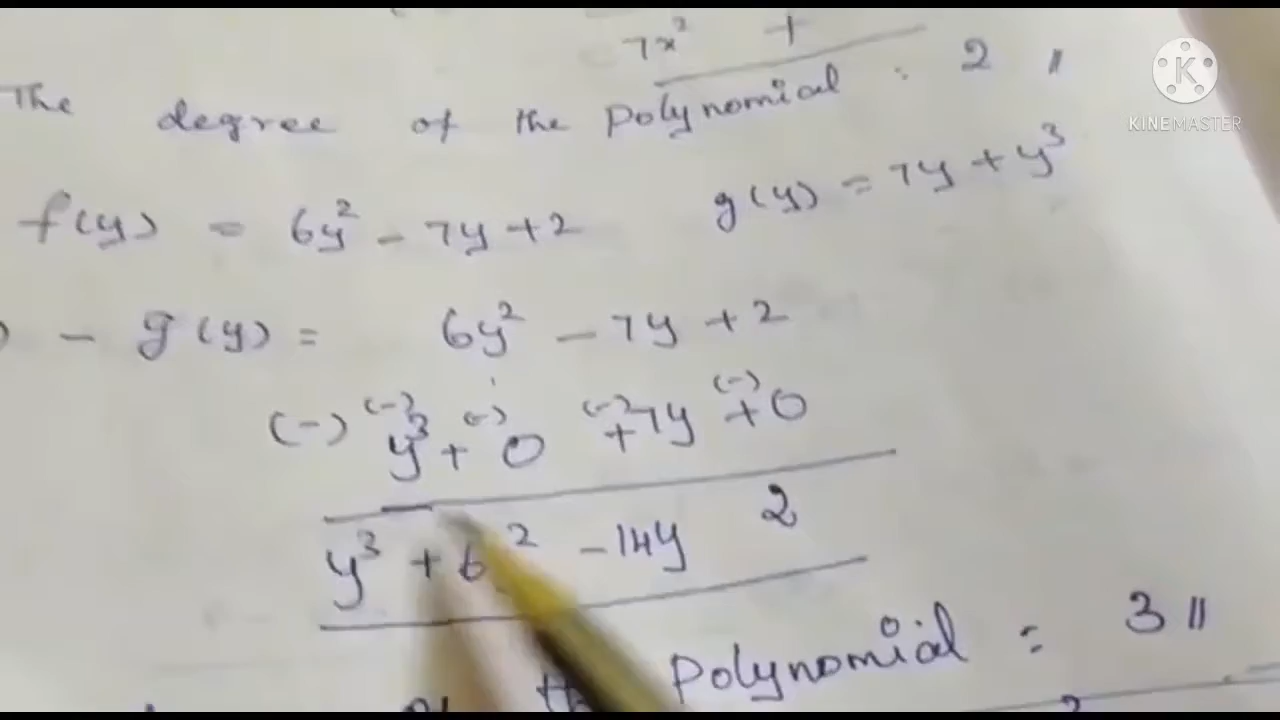 7x² +
The degree of the Polynomial : 2 //
KINEMASTER
f(y) = 6y² - 7y + 2 g(y) = 7y + y³
) - g(y) = 6y² - 7y + 2
(-) (-) (-) (-) (-)
y³ + 0 + 7y + 0
y³ + 6 ² - 14y 2
Polynomial : 3 //